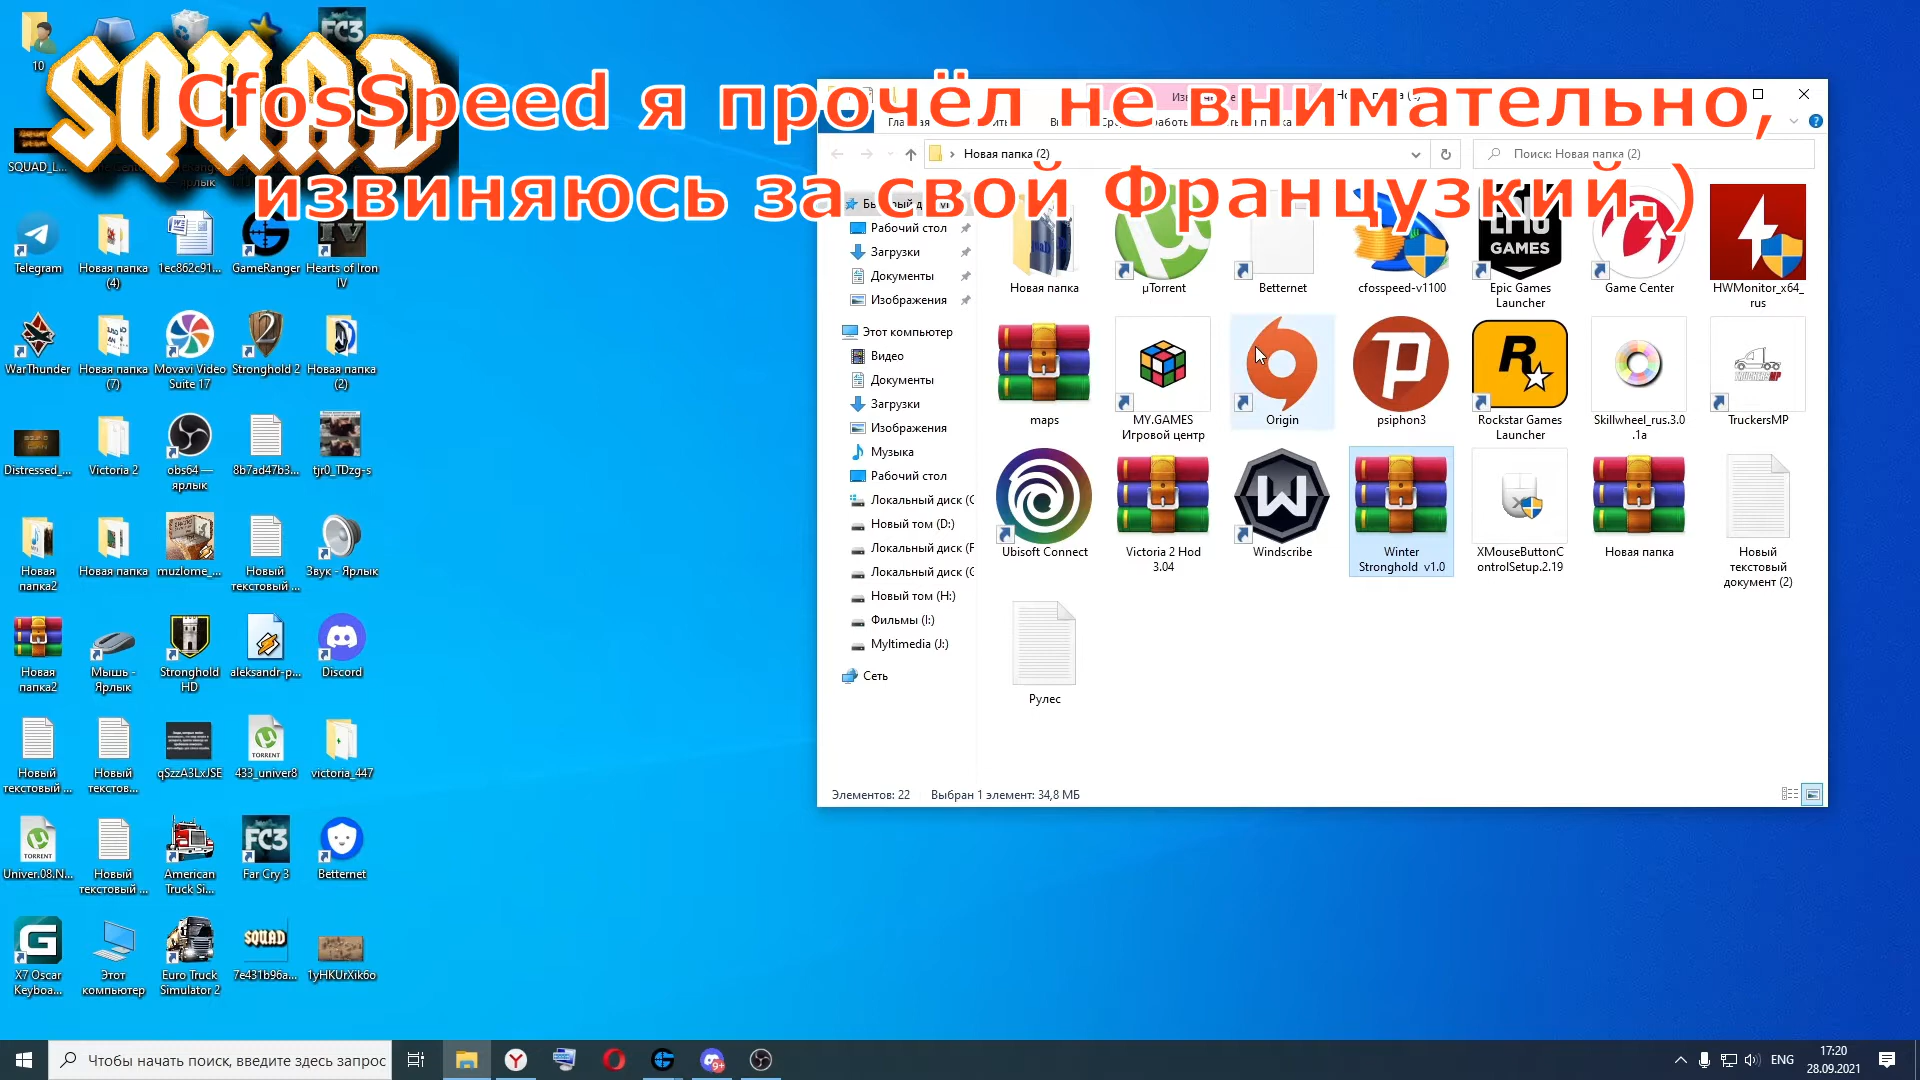 SQUAD
CfosSpeed я прочёл не внимательно,
извиняюсь за свой Французкий.)
10
SQUAD_L...
ярлык
Telegram
Новая папка (4)
1ec862c91...
GameRanger
Hearts of Iron IV
WarThunder
Новая папка (7)
Movavi Video Suite 17
Stronghold 2
Новая папка (2)
Distressed_...
Victoria 2
obs64 — ярлык
8b7ad47b3...
tjr0_TDzg-s
Новая папка2
Новая папка
muzlome_...
Новый текстовый ...
Звук - Ярлык
Новая папка2
Мышь - Ярлык
Stronghold HD
aleksandr-p...
Discord
Новый текстовый ...
Новый текстов...
qSzzA3LxJSE
433_univer8
victoria_447
Univer.08.N...
Новый текстовый ...
American Truck Si...
Far Cry 3
Betternet
X7 Oscar Keyboa...
Этот компьютер
Euro Truck Simulator 2
7e431b96a...
1yHKUrXik6o
Новая папка (2)
Поиск: Новая папка (2)
Рабочий стол
Загрузки
Документы
Изображения
Этот компьютер
Видео
Документы
Загрузки
Изображения
Музыка
Рабочий стол
Локальный диск (C
Новый том (D:)
Локальный диск (F
Локальный диск (G
Новый том (H:)
Фильмы (I:)
Myltimedia (J:)
Сеть
Новая папка
µTorrent
Betternet
cfosspeed-v1100
Epic Games Launcher
Game Center
HWMonitor_x64_rus
maps
MY.GAMES Игровой центр
Origin
psiphon3
Rockstar Games Launcher
Skillwheel_rus.3.0.1a
TruckersMP
Ubisoft Connect
Victoria 2 Hod 3.04
Windscribe
Winter Stronghold_v1.0
XMouseButtonControlSetup.2.19
Новая папка
Новый текстовый документ (2)
Рулес
Элементов: 22 Выбран 1 элемент: 34,8 МБ
Чтобы начать поиск, введите здесь запрос
ENG
17:20
28.09.2021